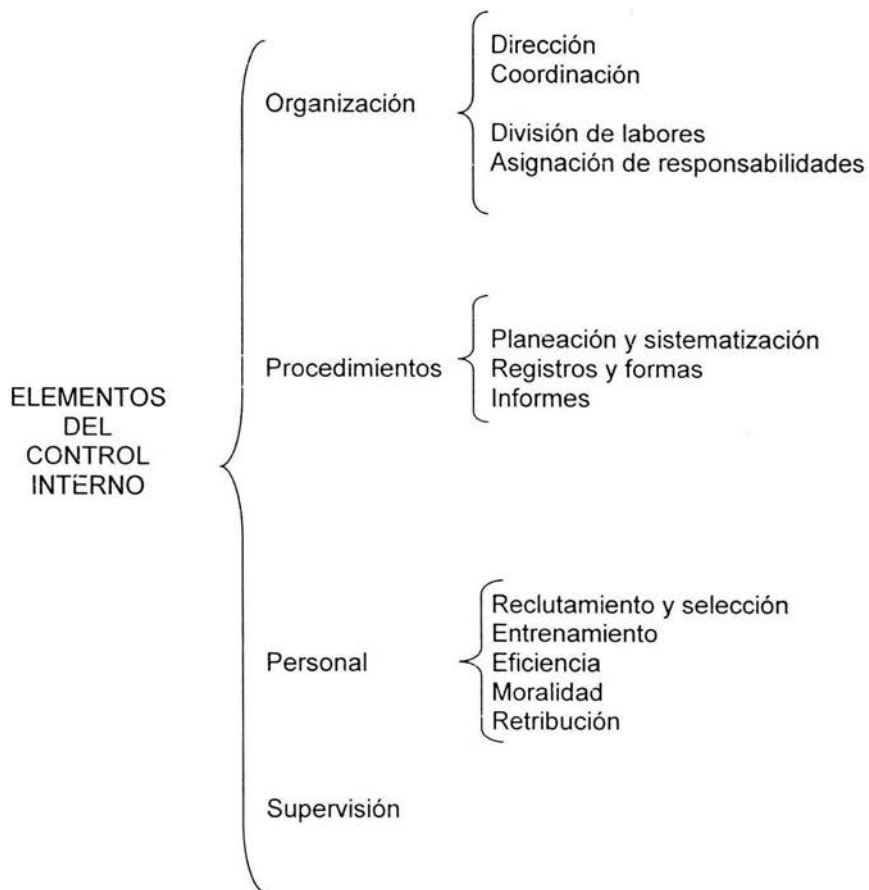 ELEMENTOS
DEL
CONTROL
INTERNO
Organización
Dirección
Coordinación
División de labores
Asignación de responsabilidades
Procedimientos
Planeación y sistematización
Registros y formas
Informes
Personal
Reclutamiento y selección
Entrenamiento
Eficiencia
Moralidad
Retribución
Supervisión